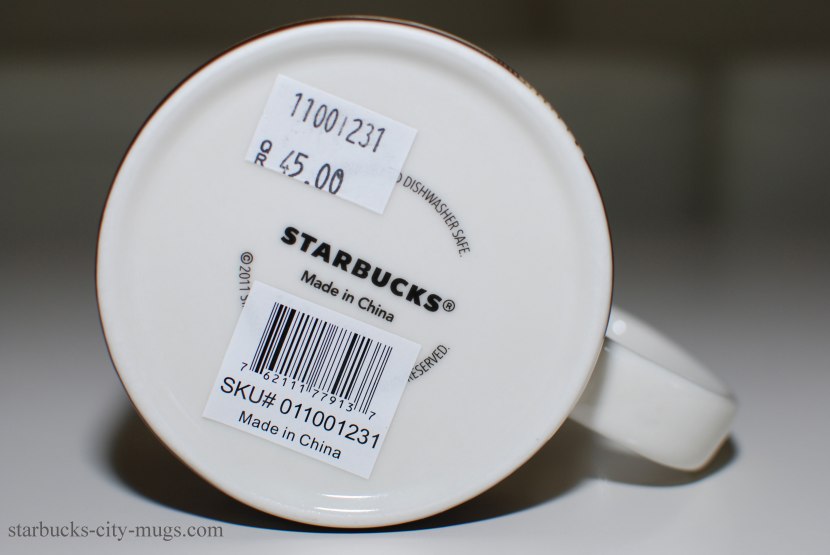 11001231
QR 45.00
DISHWASHER SAFE.
STARBUCKS®
Made in China
©2011
RESERVED.
7 62111 77913 7
SKU# 011001231
Made in China
starbucks-city-mugs.com